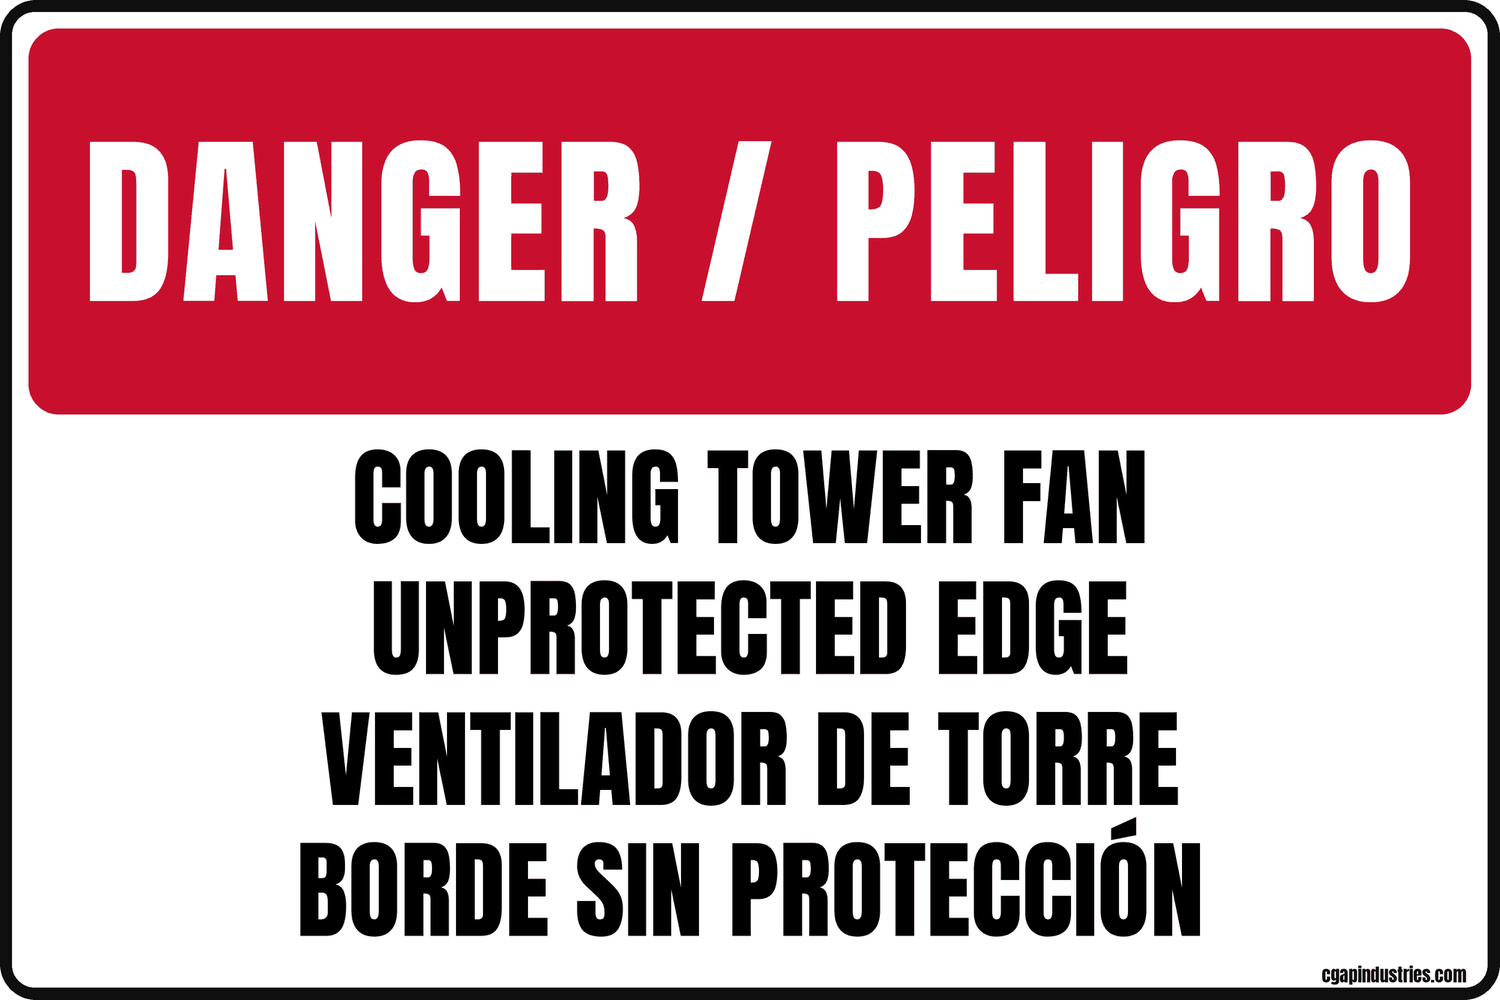 DANGER / PELIGRO
COOLING TOWER FAN
UNPROTECTED EDGE
VENTILADOR DE TORRE
BORDE SIN PROTECCIÓN
cgapindustries.com